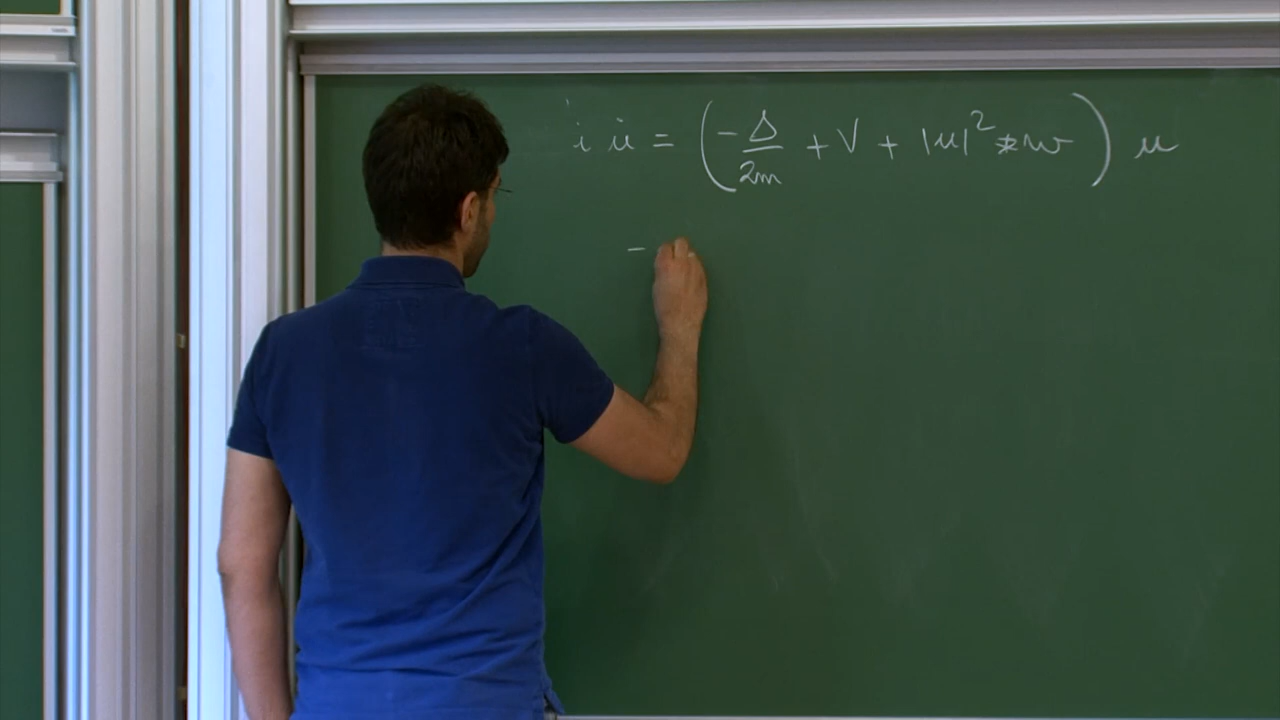 i u̇ = ( -Δ/2m + V + |u|² * w ) u
-